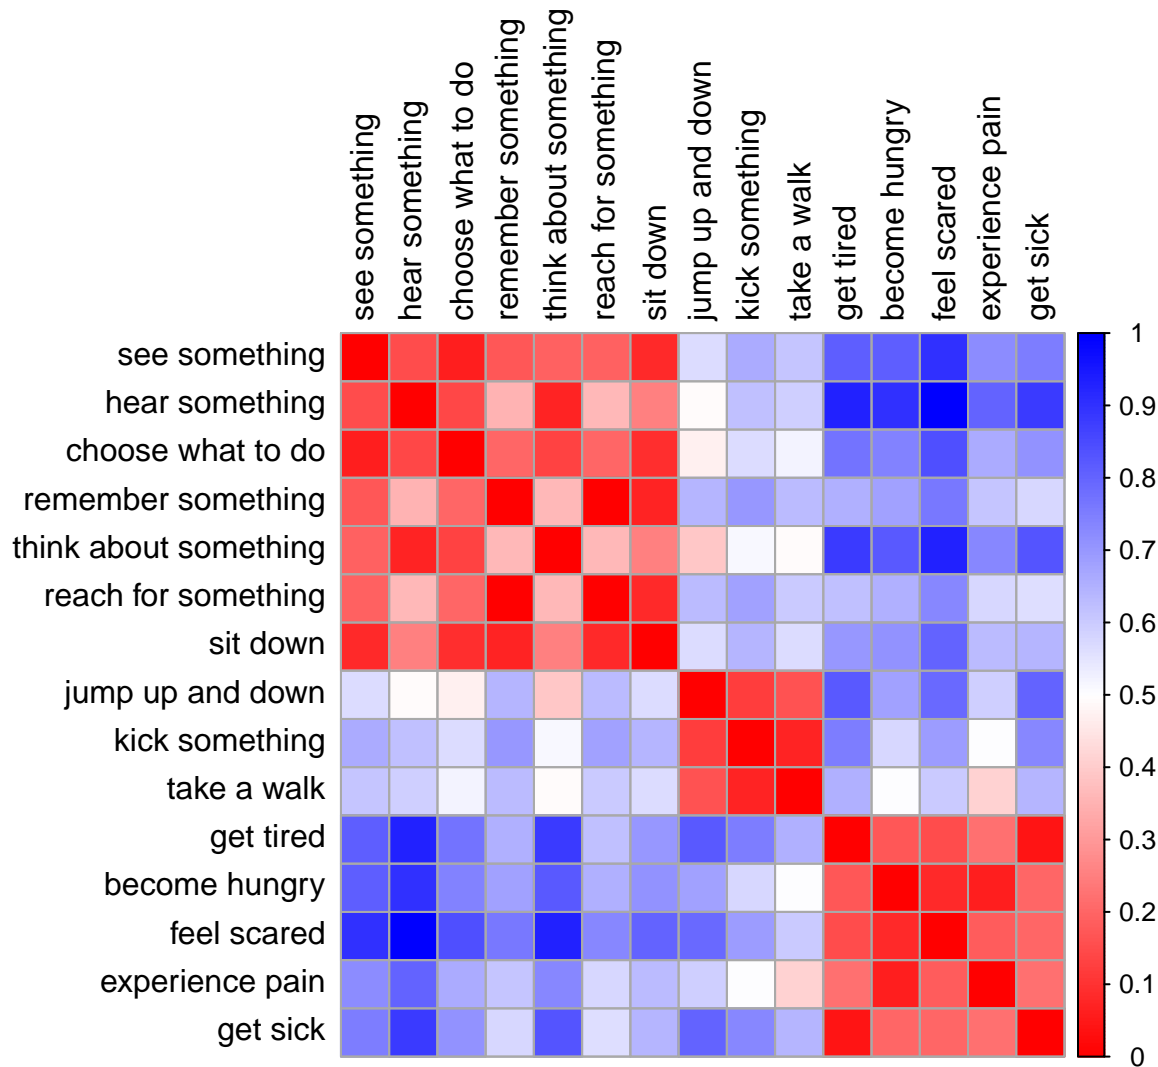 see something
hear something
choose what to do
remember something
think about something
reach for something
sit down
jump up and down
kick something
take a walk
get tired
become hungry
feel scared
experience pain
get sick
see something
hear something
choose what to do
remember something
think about something
reach for something
sit down
jump up and down
kick something
take a walk
get tired
become hungry
feel scared
experience pain
get sick
1
0.9
0.8
0.7
0.6
0.5
0.4
0.3
0.2
0.1
0